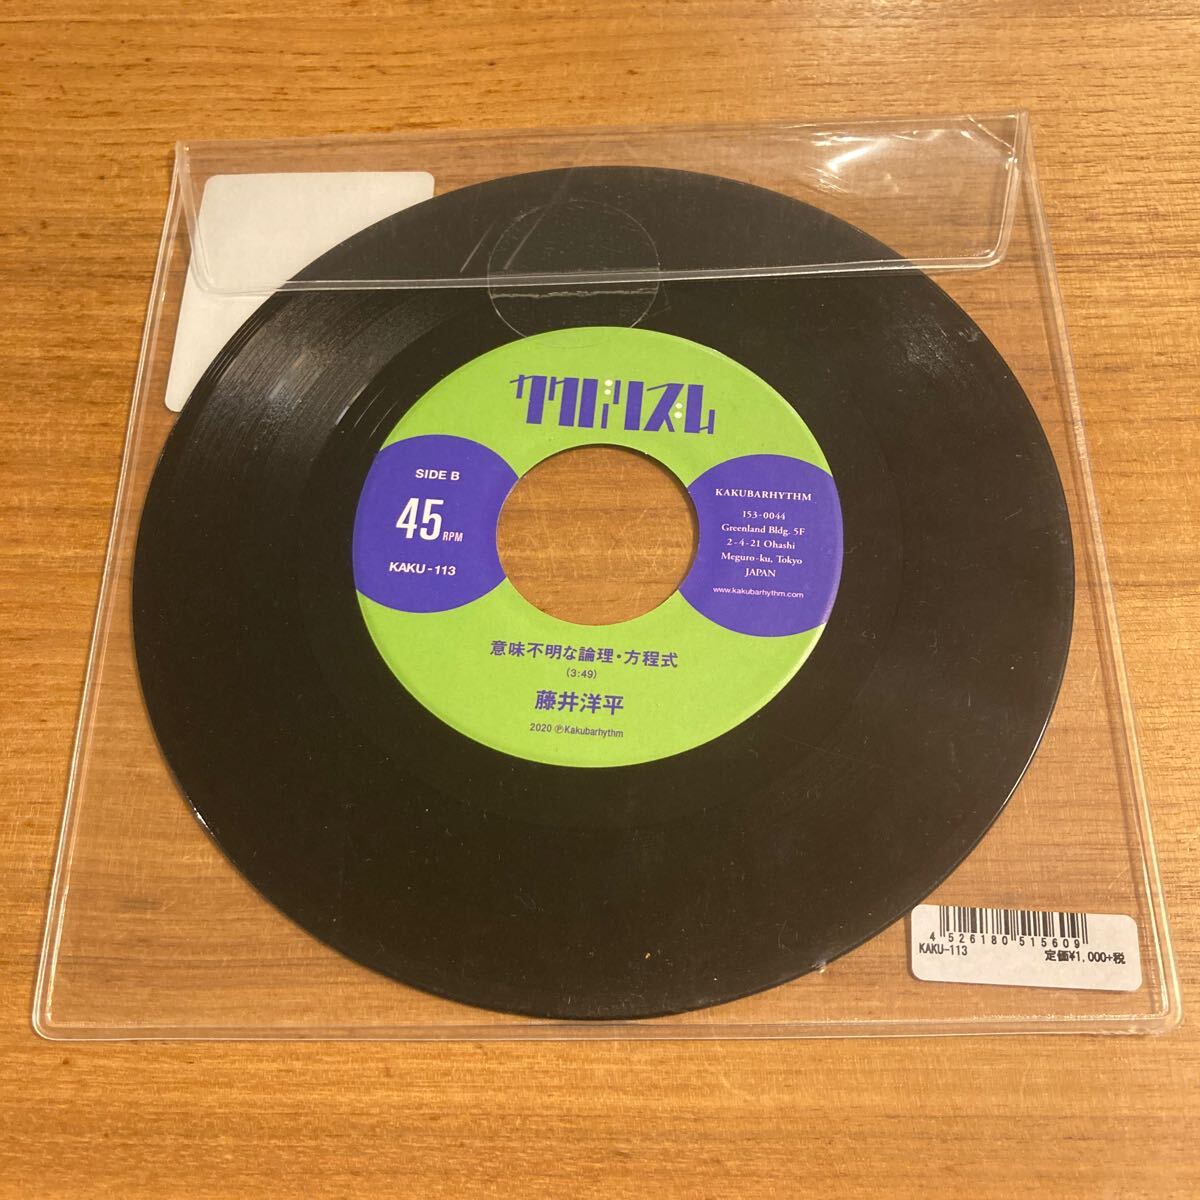 カクバリズム
SIDE B
45 RPM
KAKU-113
KAKUBARHYTHM
153-0044
Greenland Bldg. 5F
2-4-21 Ohashi
Meguro-ku, Tokyo
JAPAN
www.kakubarhythm.com
意味不明な論理・方程式
(3:49)
藤井洋平
2020 ℗Kakubarhythm
4 526180 515609
KAKU-113 定価¥1,000+税